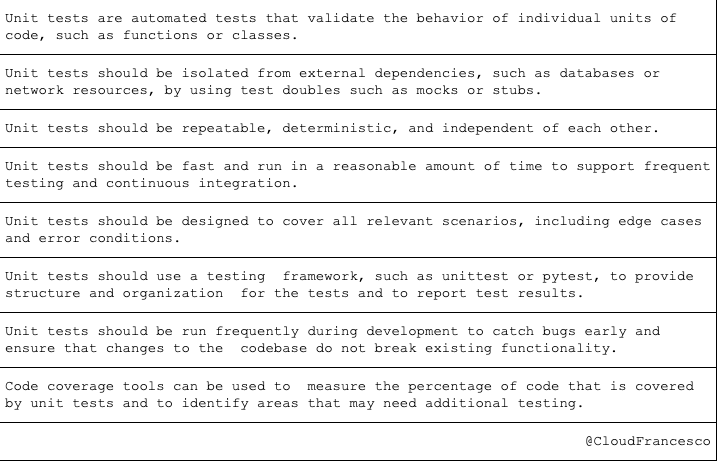 Unit tests are automated tests that validate the behavior of individual units of
code, such as functions or classes.
Unit tests should be isolated from external dependencies, such as databases or
network resources, by using test doubles such as mocks or stubs.
Unit tests should be repeatable, deterministic, and independent of each other.
Unit tests should be fast and run in a reasonable amount of time to support frequent
testing and continuous integration.
Unit tests should be designed to cover all relevant scenarios, including edge cases
and error conditions.
Unit tests should use a testing  framework, such as unittest or pytest, to provide
structure and organization  for the tests and to report test results.
Unit tests should be run frequently during development to catch bugs early and
ensure that changes to the  codebase do not break existing functionality.
Code coverage tools can be used to  measure the percentage of code that is covered
by unit tests and to identify areas that may need additional testing.
@CloudFrancesco